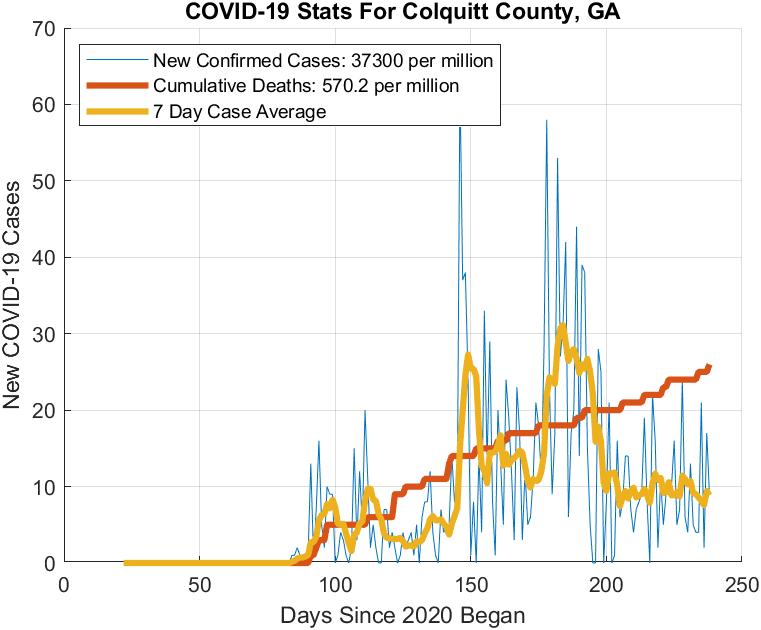 COVID-19 Stats For Colquitt County, GA
New Confirmed Cases: 37300 per million
Cumulative Deaths: 570.2 per million
7 Day Case Average
New COVID-19 Cases
70
60
50
40
30
20
10
0
0 50 100 150 200 250
Days Since 2020 Began